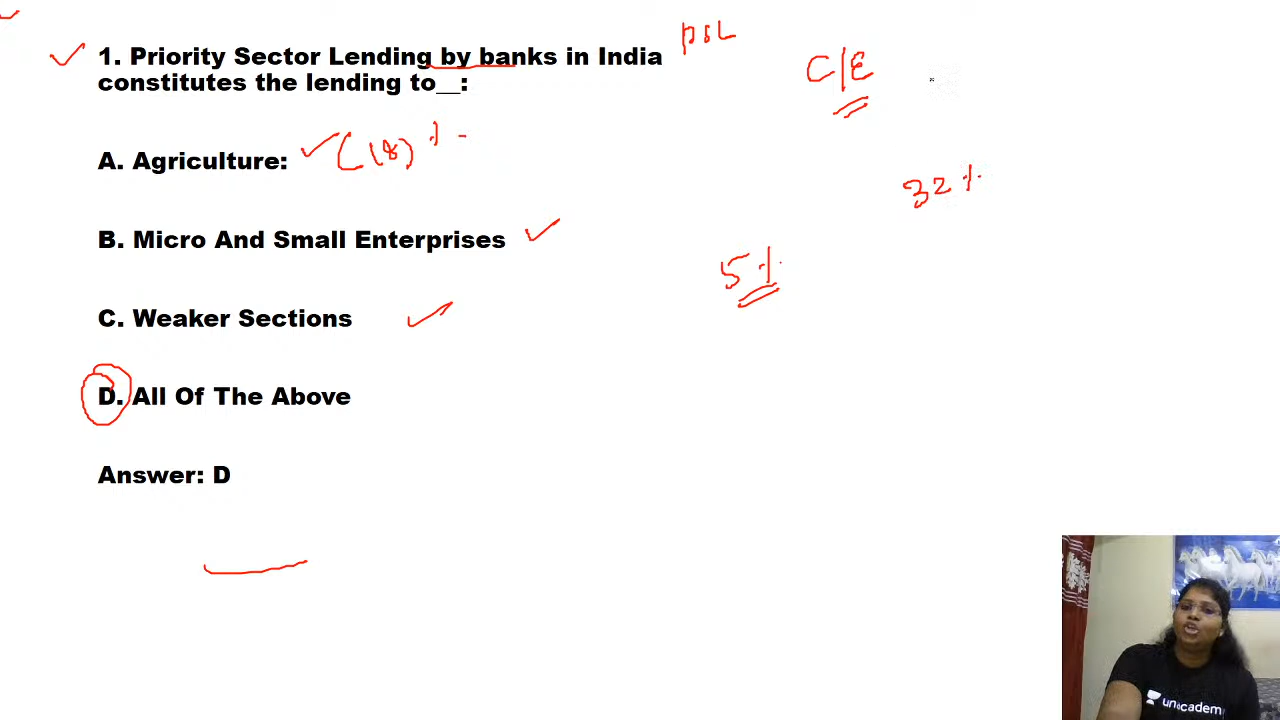 PSL
1. Priority Sector Lending by banks in India
constitutes the lending to__:
C/E
A. Agriculture: (18)%
32%
B. Micro And Small Enterprises
5%
C. Weaker Sections
D. All Of The Above
Answer: D
unacademy